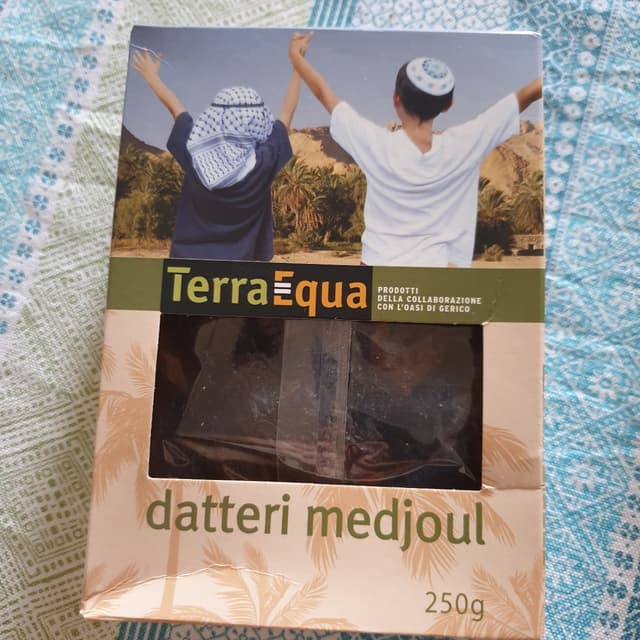 TerraEqua
PRODOTTI
DELLA COLLABORAZIONE
CON L'OASI DI GERICO
datteri medjoul
250g